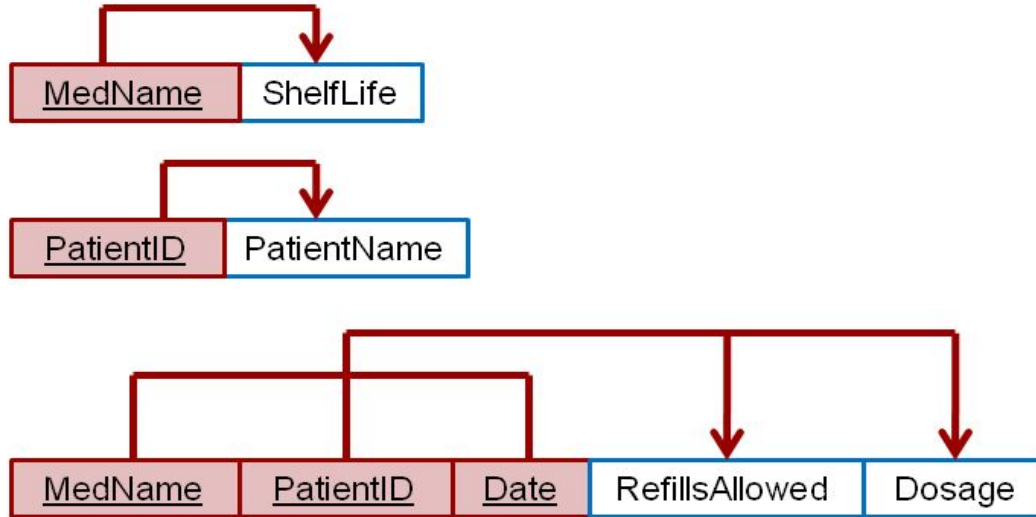 MedName ShelfLife
PatientID PatientName
MedName PatientID Date RefillsAllowed Dosage